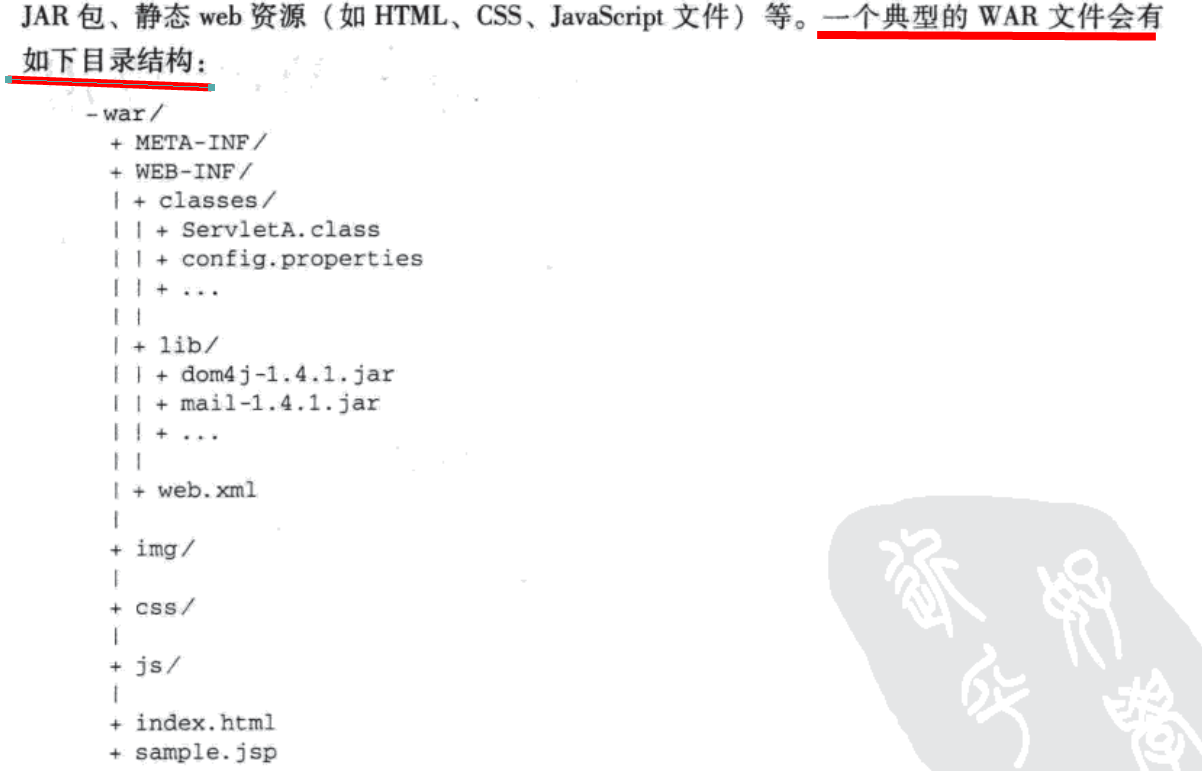 JAR 包、静态 web 资源（如 HTML、CSS、JavaScript 文件）等。一个典型的 WAR 文件会有
如下目录结构：
-war/
+ META-INF/
+ WEB-INF/
| + classes/
| | + ServletA.class
| | + config.properties
| | + ...
| |
| + lib/
| | + dom4j-1.4.1.jar
| | + mail-1.4.1.jar
| | + ...
| |
| + web.xml
|
+ img/
|
+ css/
|
+ js/
|
+ index.html
+ sample.jsp